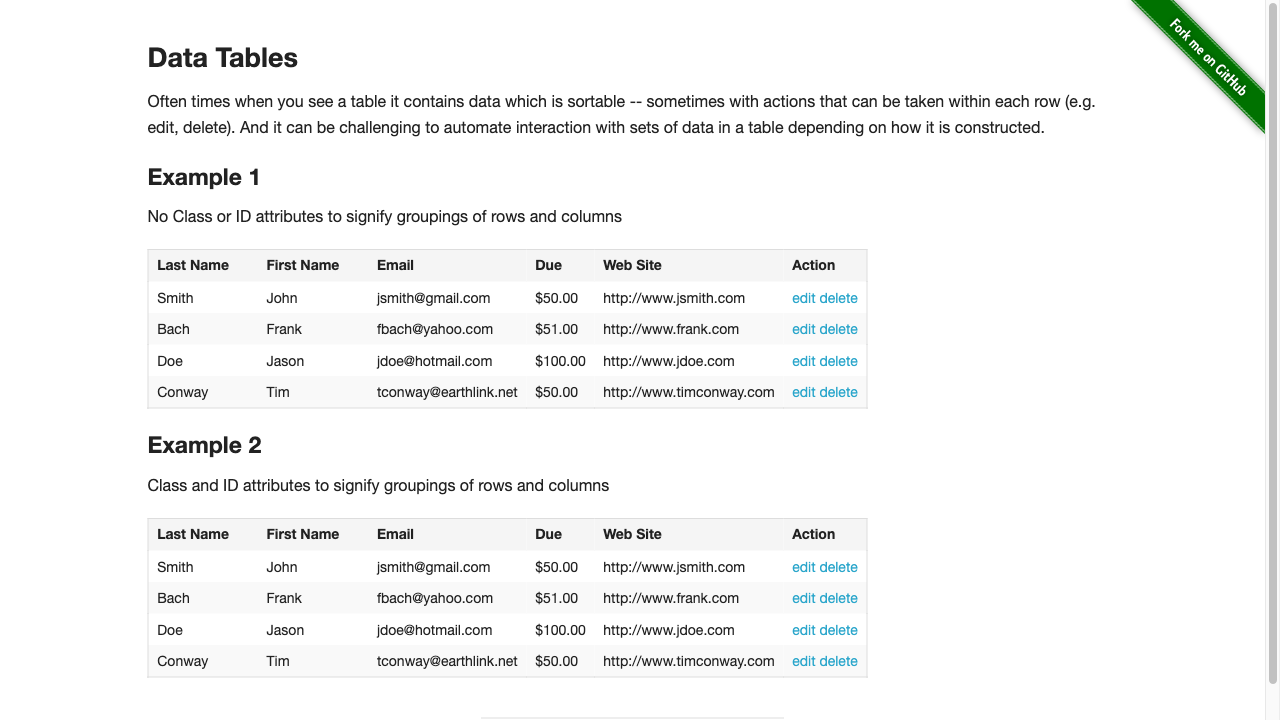 Fork me on GitHub
Data Tables
Often times when you see a table it contains data which is sortable -- sometimes with actions that can be taken within each row (e.g.
edit, delete). And it can be challenging to automate interaction with sets of data in a table depending on how it is constructed.
Example 1
No Class or ID attributes to signify groupings of rows and columns
Last Name First Name Email Due Web Site Action
Smith John jsmith@gmail.com $50.00 http://www.jsmith.com edit delete
Bach Frank fbach@yahoo.com $51.00 http://www.frank.com edit delete
Doe Jason jdoe@hotmail.com $100.00 http://www.jdoe.com edit delete
Conway Tim tconway@earthlink.net $50.00 http://www.timconway.com edit delete
Example 2
Class and ID attributes to signify groupings of rows and columns
Last Name First Name Email Due Web Site Action
Smith John jsmith@gmail.com $50.00 http://www.jsmith.com edit delete
Bach Frank fbach@yahoo.com $51.00 http://www.frank.com edit delete
Doe Jason jdoe@hotmail.com $100.00 http://www.jdoe.com edit delete
Conway Tim tconway@earthlink.net $50.00 http://www.timconway.com edit delete